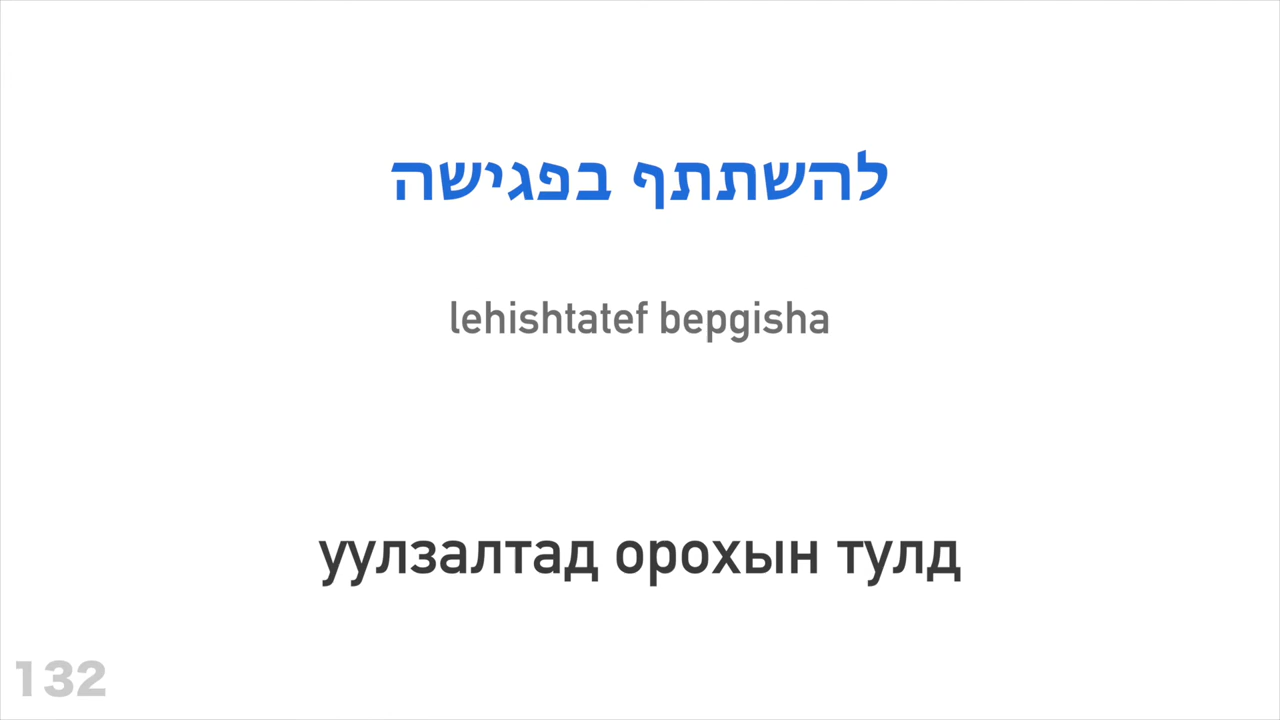 להשתתף בפגישה
lehishtatef bepgisha
уулзалтад орохын тулд
132